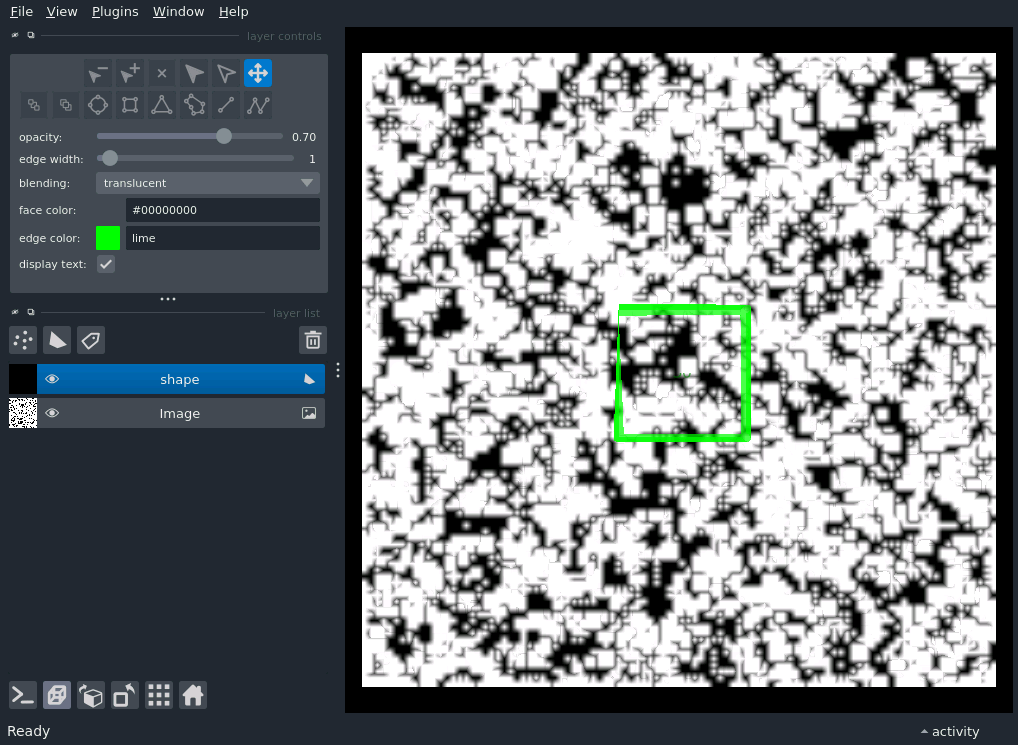 File View Plugins Window Help
layer controls
opacity: 0.70
edge width: 1
blending: translucent
face color: #00000000
edge color: lime
display text:
layer list
shape
Image
Ready
activity